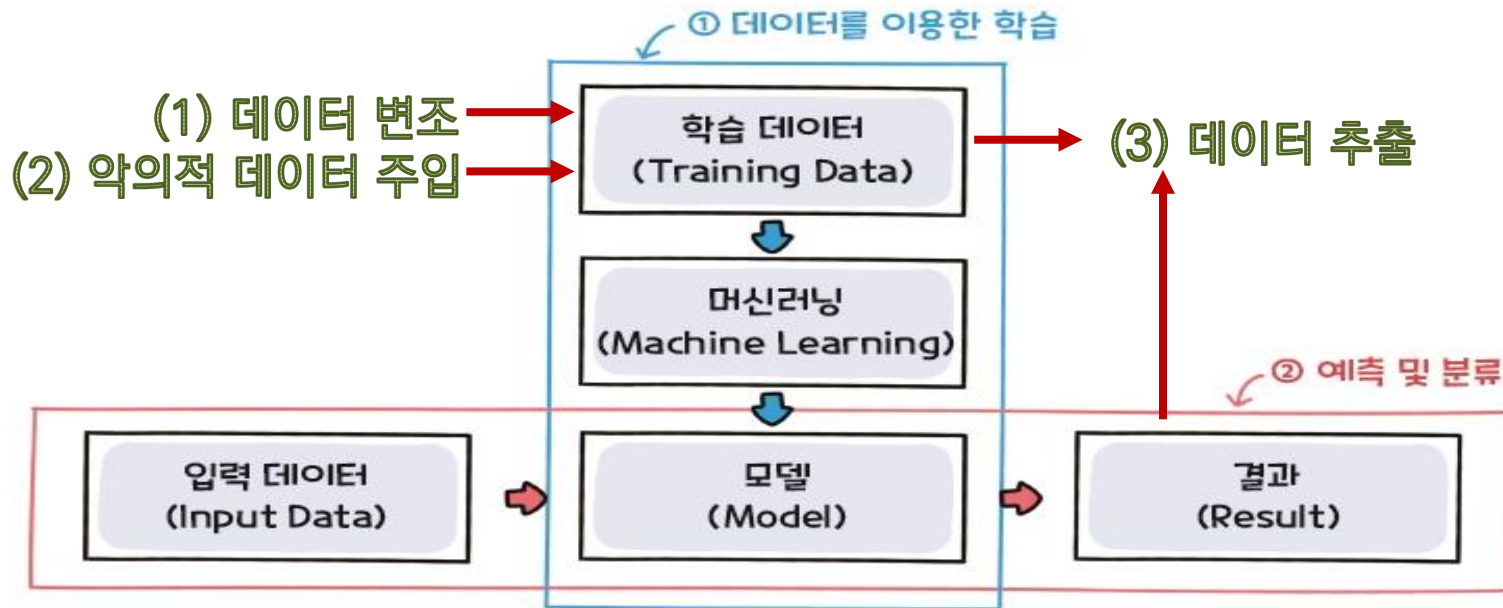 ① 데이터를 이용한 학습
(1) 데이터 변조
(2) 악의적 데이터 주입
학습 데이터
(Training Data)
(3) 데이터 추출
머신러닝
(Machine Learning)
② 예측 및 분류
입력 데이터
(Input Data)
모델
(Model)
결과
(Result)